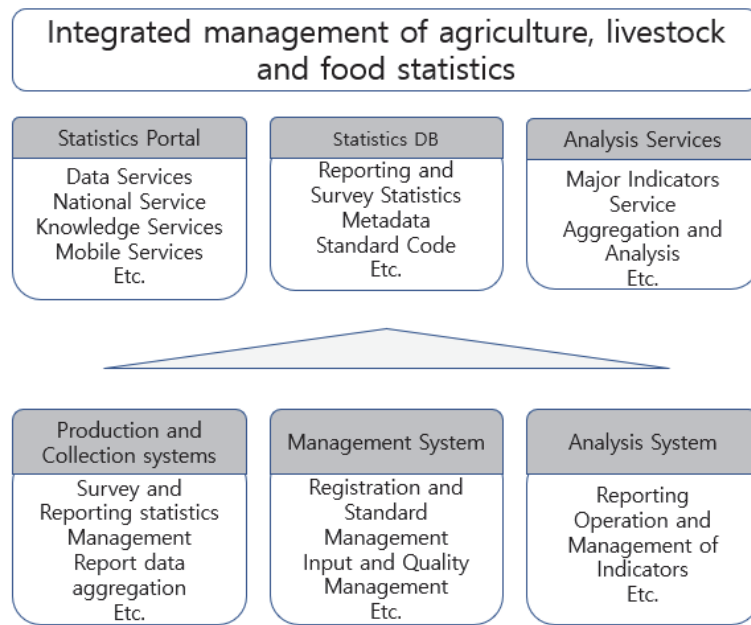 Integrated management of agriculture, livestock
and food statistics
Statistics Portal
Data Services
National Service
Knowledge Services
Mobile Services
Etc.
Statistics DB
Reporting and
Survey Statistics
Metadata
Standard Code
Etc.
Analysis Services
Major Indicators
Service
Aggregation and
Analysis
Etc.
Production and
Collection systems
Survey and
Reporting statistics
Management
Report data
aggregation
Etc.
Management System
Registration and
Standard
Management
Input and Quality
Management
Etc.
Analysis System
Reporting
Operation and
Management of
Indicators
Etc.